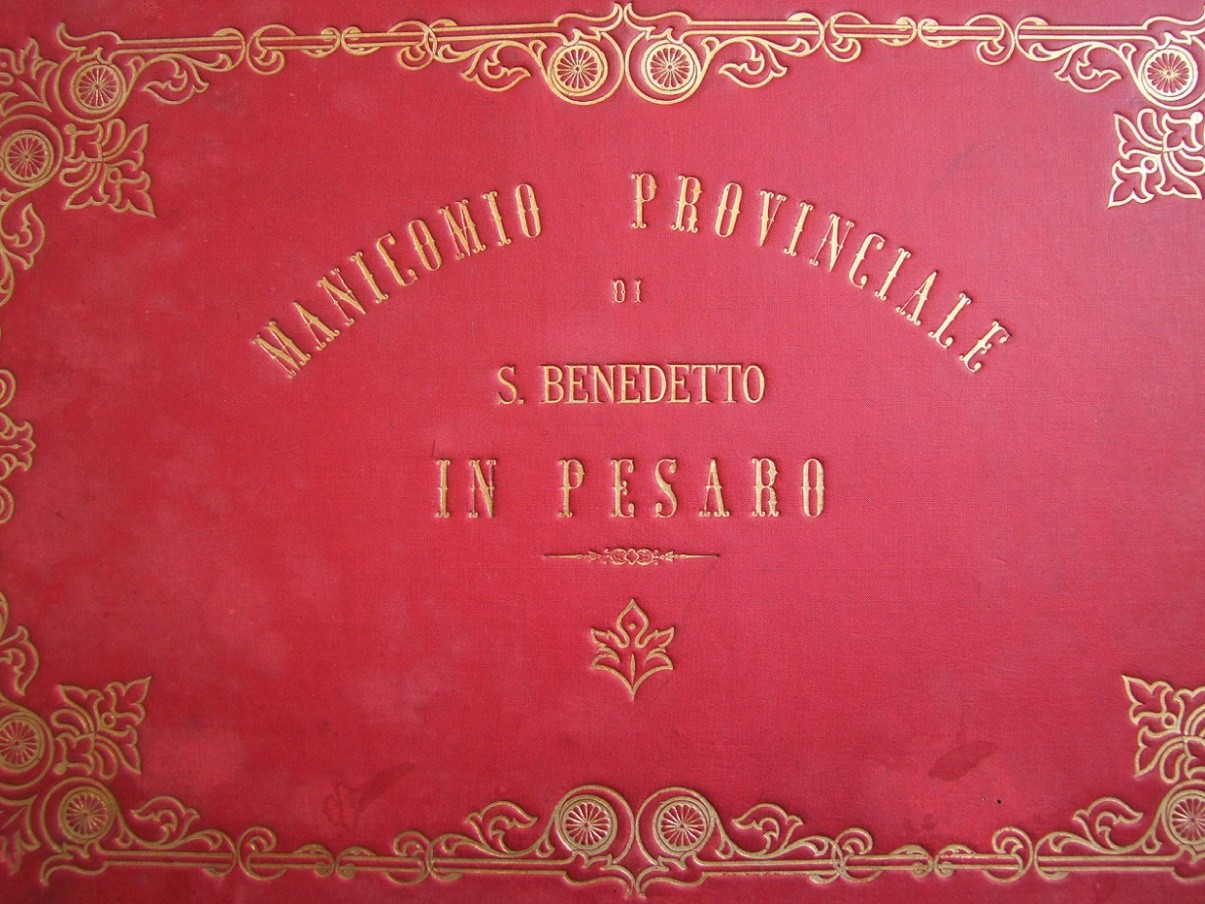 MANICOMIO PROVINCIALE
DI
S. BENEDETTO
IN PESARO